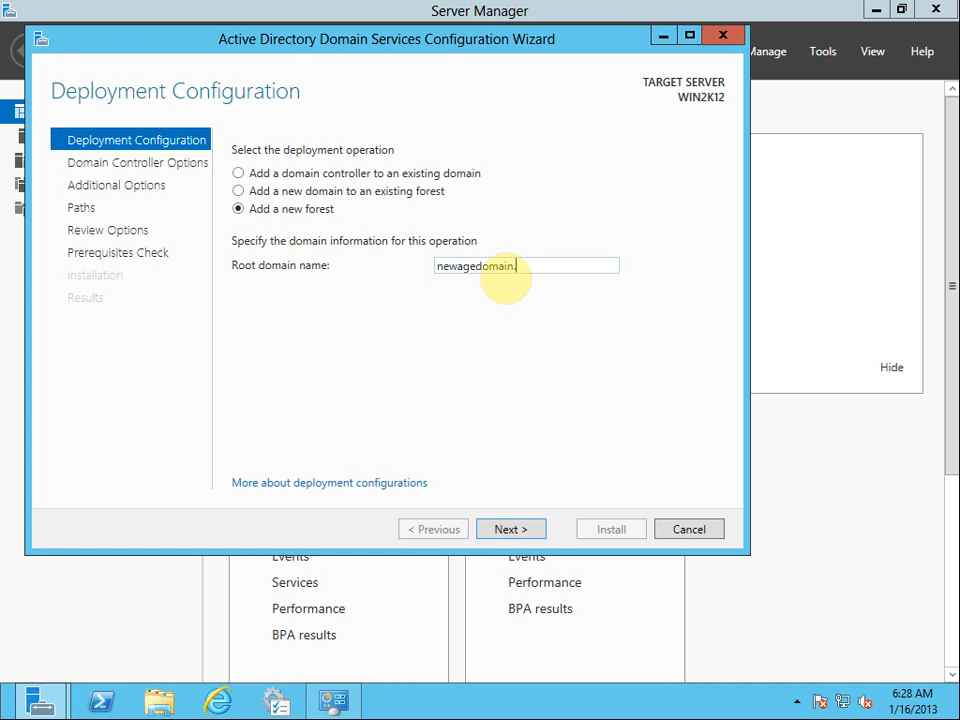 Server Manager
Active Directory Domain Services Configuration Wizard
Manage Tools View Help
Deployment Configuration
TARGET SERVER
WIN2K12
Deployment Configuration
Domain Controller Options
Additional Options
Paths
Review Options
Prerequisites Check
Installation
Results
Select the deployment operation
Add a domain controller to an existing domain
Add a new domain to an existing forest
Add a new forest
Specify the domain information for this operation
Root domain name: newagedomain.
Hide
More about deployment configurations
< Previous Next > Install Cancel
Events Events
Services Performance
Performance BPA results
BPA results
6:28 AM
1/16/2013